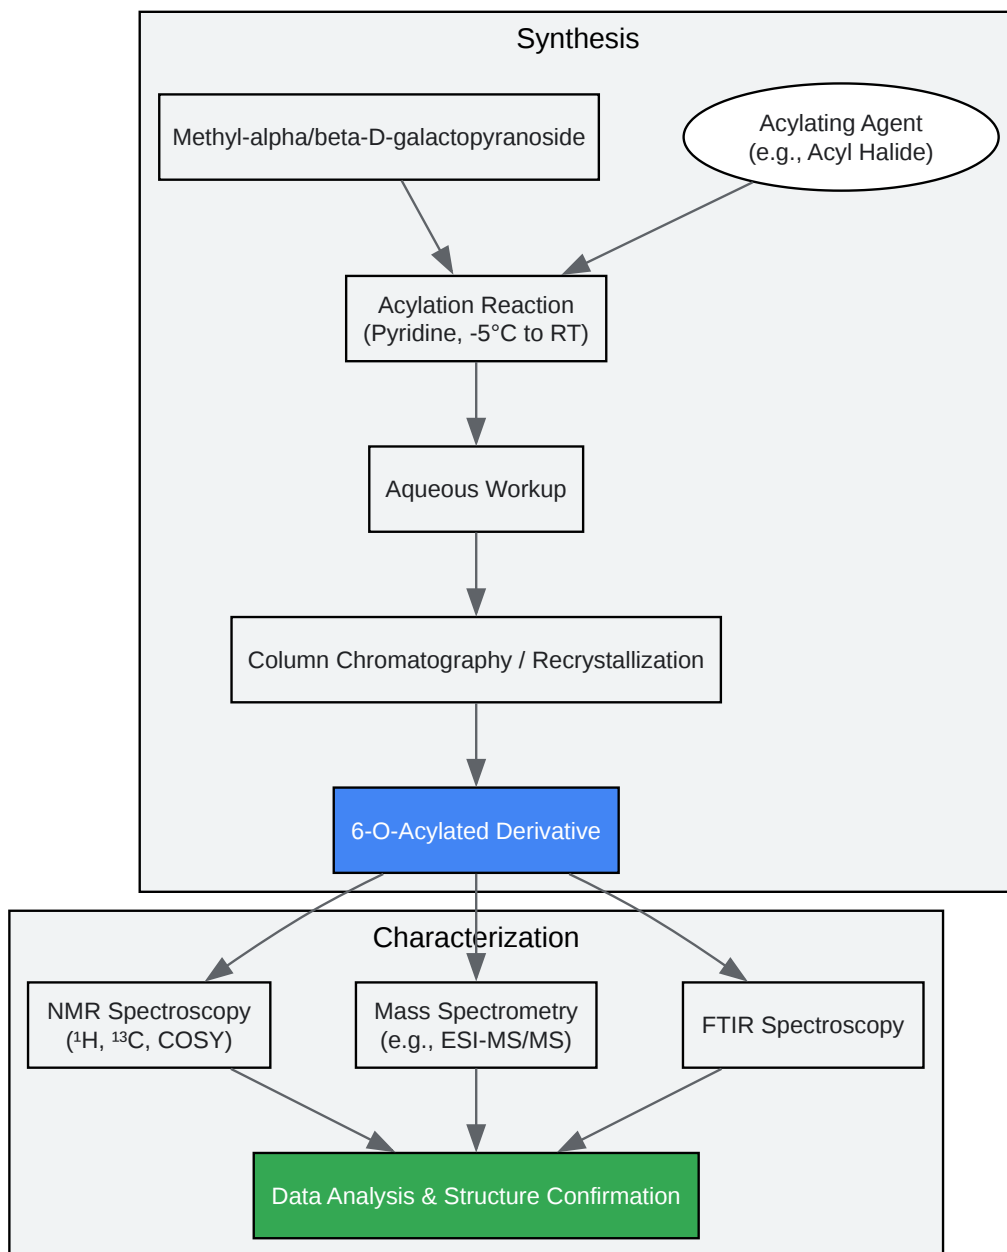 Synthesis
Methyl-alpha/beta-D-galactopyranoside
Acylating Agent
(e.g., Acyl Halide)
Acylation Reaction
(Pyridine, -5°C to RT)
Aqueous Workup
Column Chromatography / Recrystallization
6-O-Acylated Derivative
Characterization
NMR Spectroscopy
(¹H, ¹³C, COSY)
Mass Spectrometry
(e.g., ESI-MS/MS)
FTIR Spectroscopy
Data Analysis & Structure Confirmation